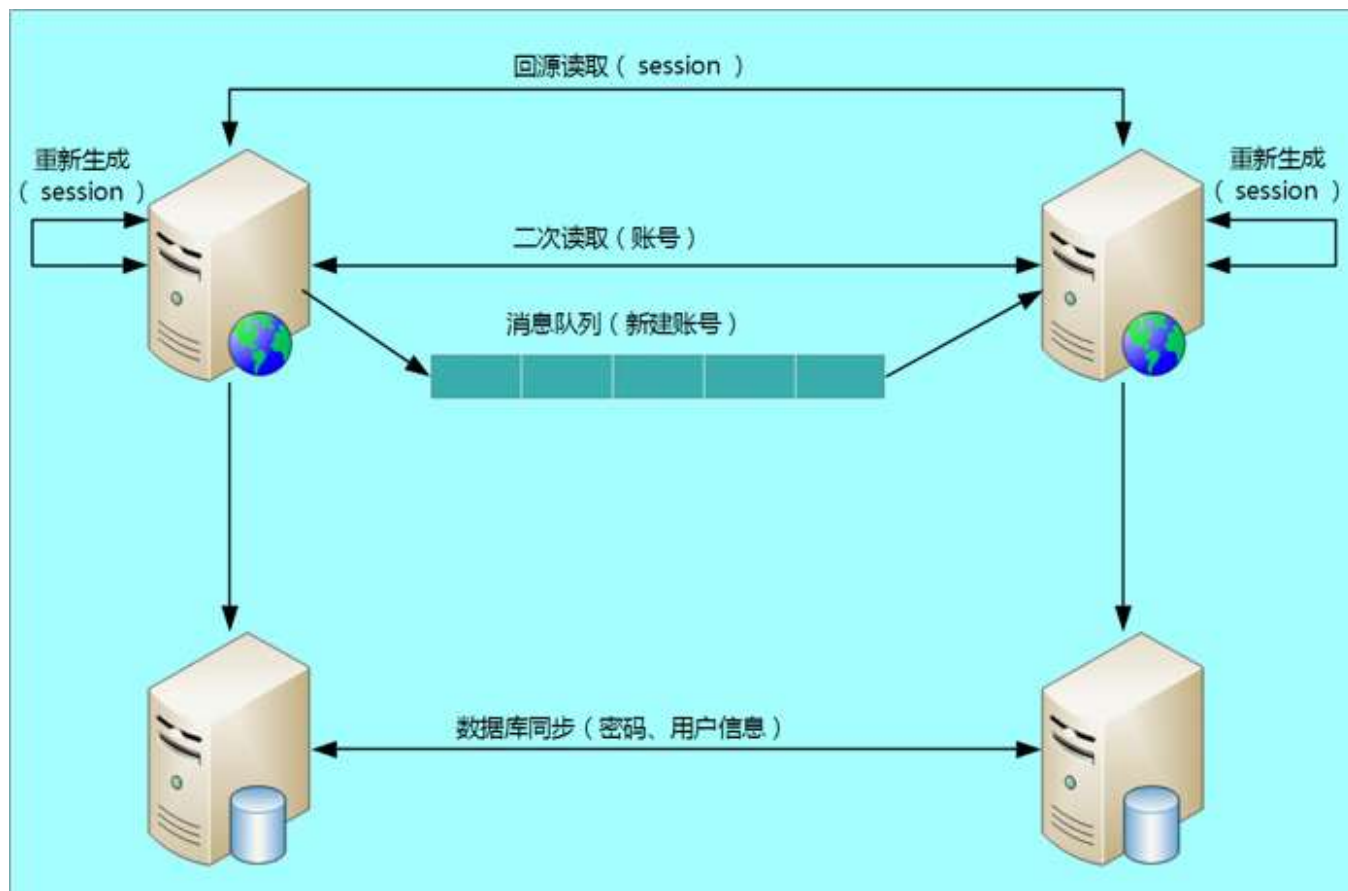 回源读取（ session ）
重新生成
（ session ）
重新生成
（ session ）
二次读取（账号）
消息队列（新建账号）
数据库同步（密码、用户信息）